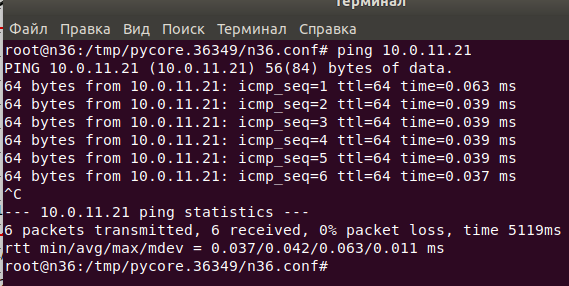 Терминал
Файл Правка Вид Поиск Терминал Справка
root@n36:/tmp/pycore.36349/n36.conf# ping 10.0.11.21
PING 10.0.11.21 (10.0.11.21) 56(84) bytes of data.
64 bytes from 10.0.11.21: icmp_seq=1 ttl=64 time=0.063 ms
64 bytes from 10.0.11.21: icmp_seq=2 ttl=64 time=0.039 ms
64 bytes from 10.0.11.21: icmp_seq=3 ttl=64 time=0.039 ms
64 bytes from 10.0.11.21: icmp_seq=4 ttl=64 time=0.039 ms
64 bytes from 10.0.11.21: icmp_seq=5 ttl=64 time=0.039 ms
64 bytes from 10.0.11.21: icmp_seq=6 ttl=64 time=0.037 ms
^C
--- 10.0.11.21 ping statistics ---
6 packets transmitted, 6 received, 0% packet loss, time 5119ms
rtt min/avg/max/mdev = 0.037/0.042/0.063/0.011 ms
root@n36:/tmp/pycore.36349/n36.conf#